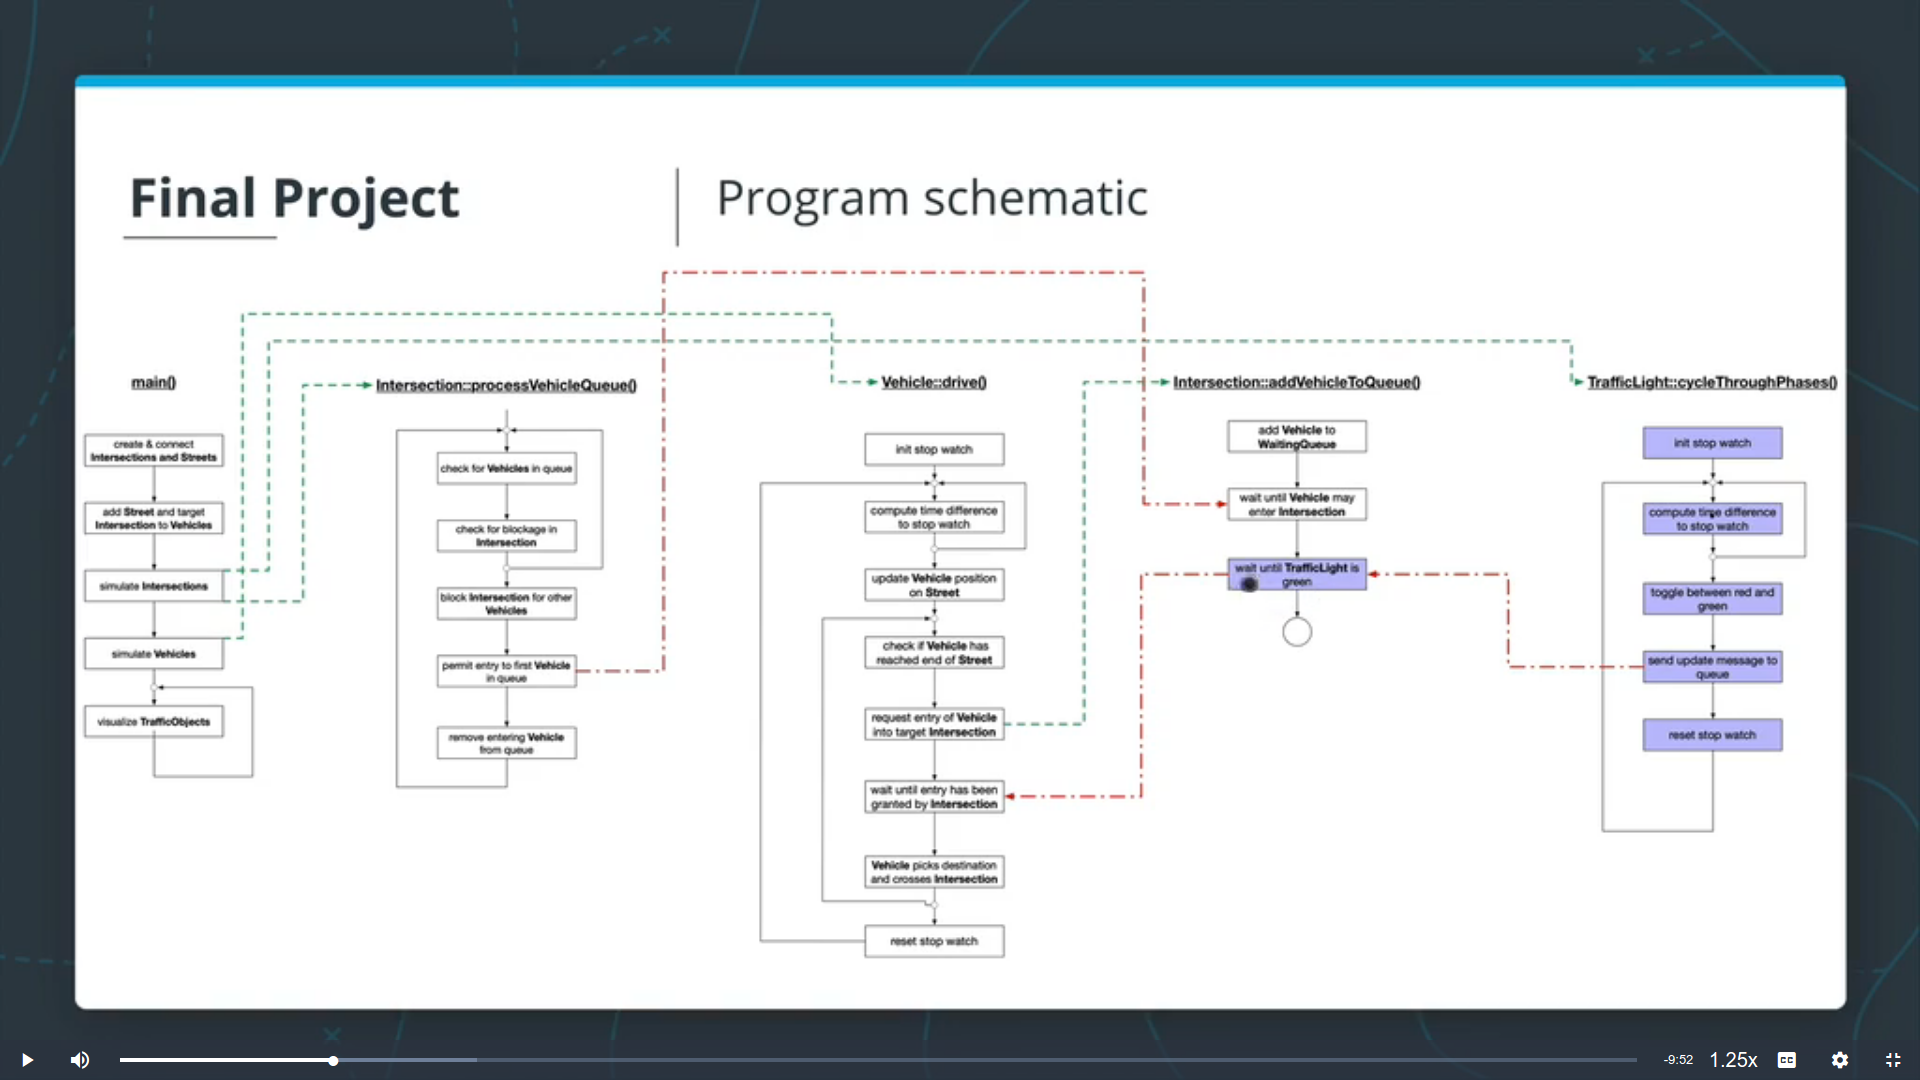 Final Project
Program schematic
main()
create & connect
Intersections and Streets
add Street and target
Intersection to Vehicles
simulate Intersections
simulate Vehicles
visualize TrafficObjects
Intersection::processVehicleQueue()
check for Vehicles in queue
check for blockage in
Intersection
block Intersection for other
Vehicles
permit entry to first Vehicle
in queue
remove entering Vehicle
from queue
Vehicle::drive()
init stop watch
compute time difference
to stop watch
update Vehicle position
on Street
check if Vehicle has
reached end of Street
request entry of Vehicle
into target Intersection
wait until entry has been
granted by Intersection
Vehicle picks destination
and crosses Intersection
reset stop watch
Intersection::addVehicleToQueue()
add Vehicle to
WaitingQueue
wait until Vehicle may
enter Intersection
wait until TrafficLight is
green
TrafficLight::cycleThroughPhases()
init stop watch
compute time difference
to stop watch
toggle between red and
green
send update message to
queue
reset stop watch
-9:52
1.25x
CC